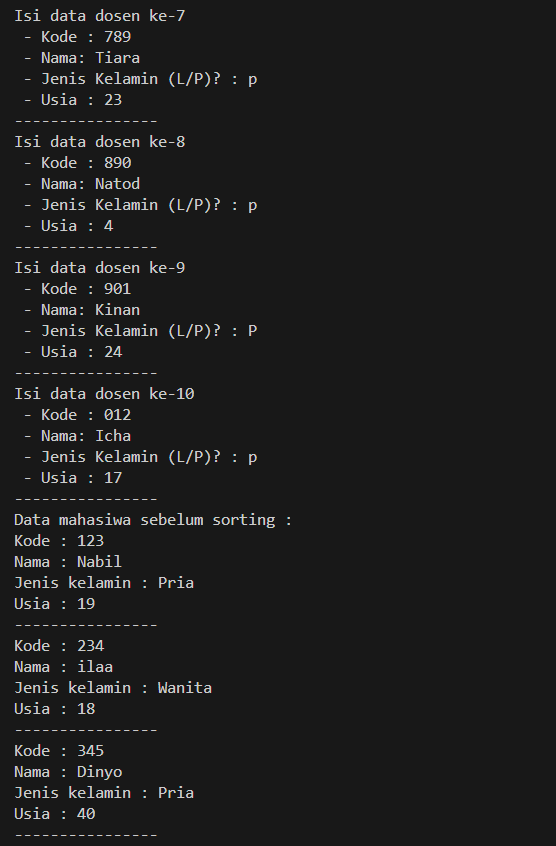 Isi data dosen ke-7
- Kode : 789
- Nama: Tiara
- Jenis Kelamin (L/P)? : p
- Usia : 23
----------------
Isi data dosen ke-8
- Kode : 890
- Nama: Natod
- Jenis Kelamin (L/P)? : p
- Usia : 4
----------------
Isi data dosen ke-9
- Kode : 901
- Nama: Kinan
- Jenis Kelamin (L/P)? : P
- Usia : 24
----------------
Isi data dosen ke-10
- Kode : 012
- Nama: Icha
- Jenis Kelamin (L/P)? : p
- Usia : 17
----------------
Data mahasiwa sebelum sorting :
Kode : 123
Nama : Nabil
Jenis kelamin : Pria
Usia : 19
----------------
Kode : 234
Nama : ilaa
Jenis kelamin : Wanita
Usia : 18
----------------
Kode : 345
Nama : Dinyo
Jenis kelamin : Pria
Usia : 40
----------------